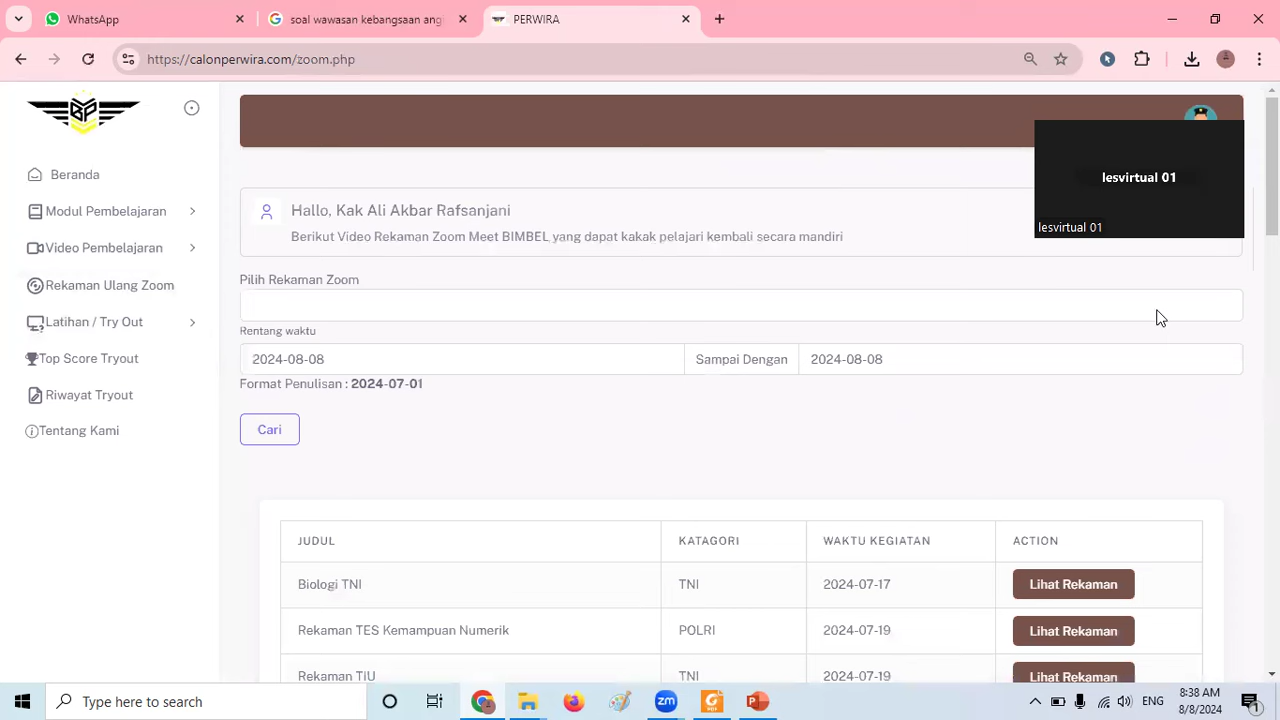 WhatsApp
soal wawasan kebangsaan ang
PERWIRA
https://calonperwira.com/zoom.php
BP
Beranda
Modul Pembelajaran
Video Pembelajaran
Rekaman Ulang Zoom
Latihan / Try Out
Top Score Tryout
Riwayat Tryout
Tentang Kami
lesvirtual 01
lesvirtual 01
Hallo, Kak Ali Akbar Rafsanjani
Berikut Video Rekaman Zoom Meet BIMBEL yang dapat kakak pelajari kembali secara mandiri
Pilih Rekaman Zoom
Rentang waktu
2024-08-08 Sampai Dengan 2024-08-08
Format Penulisan : 2024-07-01
Cari
JUDUL KATAGORI WAKTU KEGIATAN ACTION
Biologi TNI TNI 2024-07-17 Lihat Rekaman
Rekaman TES Kemampuan Numerik POLRI 2024-07-19 Lihat Rekaman
Rekaman TIU TNI 2024-07-19 Lihat Rekaman
Type here to search
zm
ENG
8:38 AM
8/8/2024
1